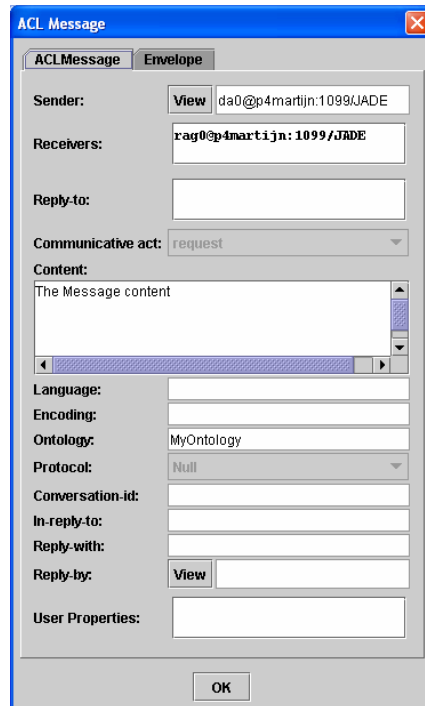 ACL Message
ACLMessage Envelope
Sender: View da0@p4martijn:1099/JADE
Receivers: rag0@p4martijn:1099/JADE
Reply-to:
Communicative act: request
Content:
The Message content
Language:
Encoding:
Ontology: MyOntology
Protocol: Null
Conversation-id:
In-reply-to:
Reply-with:
Reply-by: View
User Properties:
OK